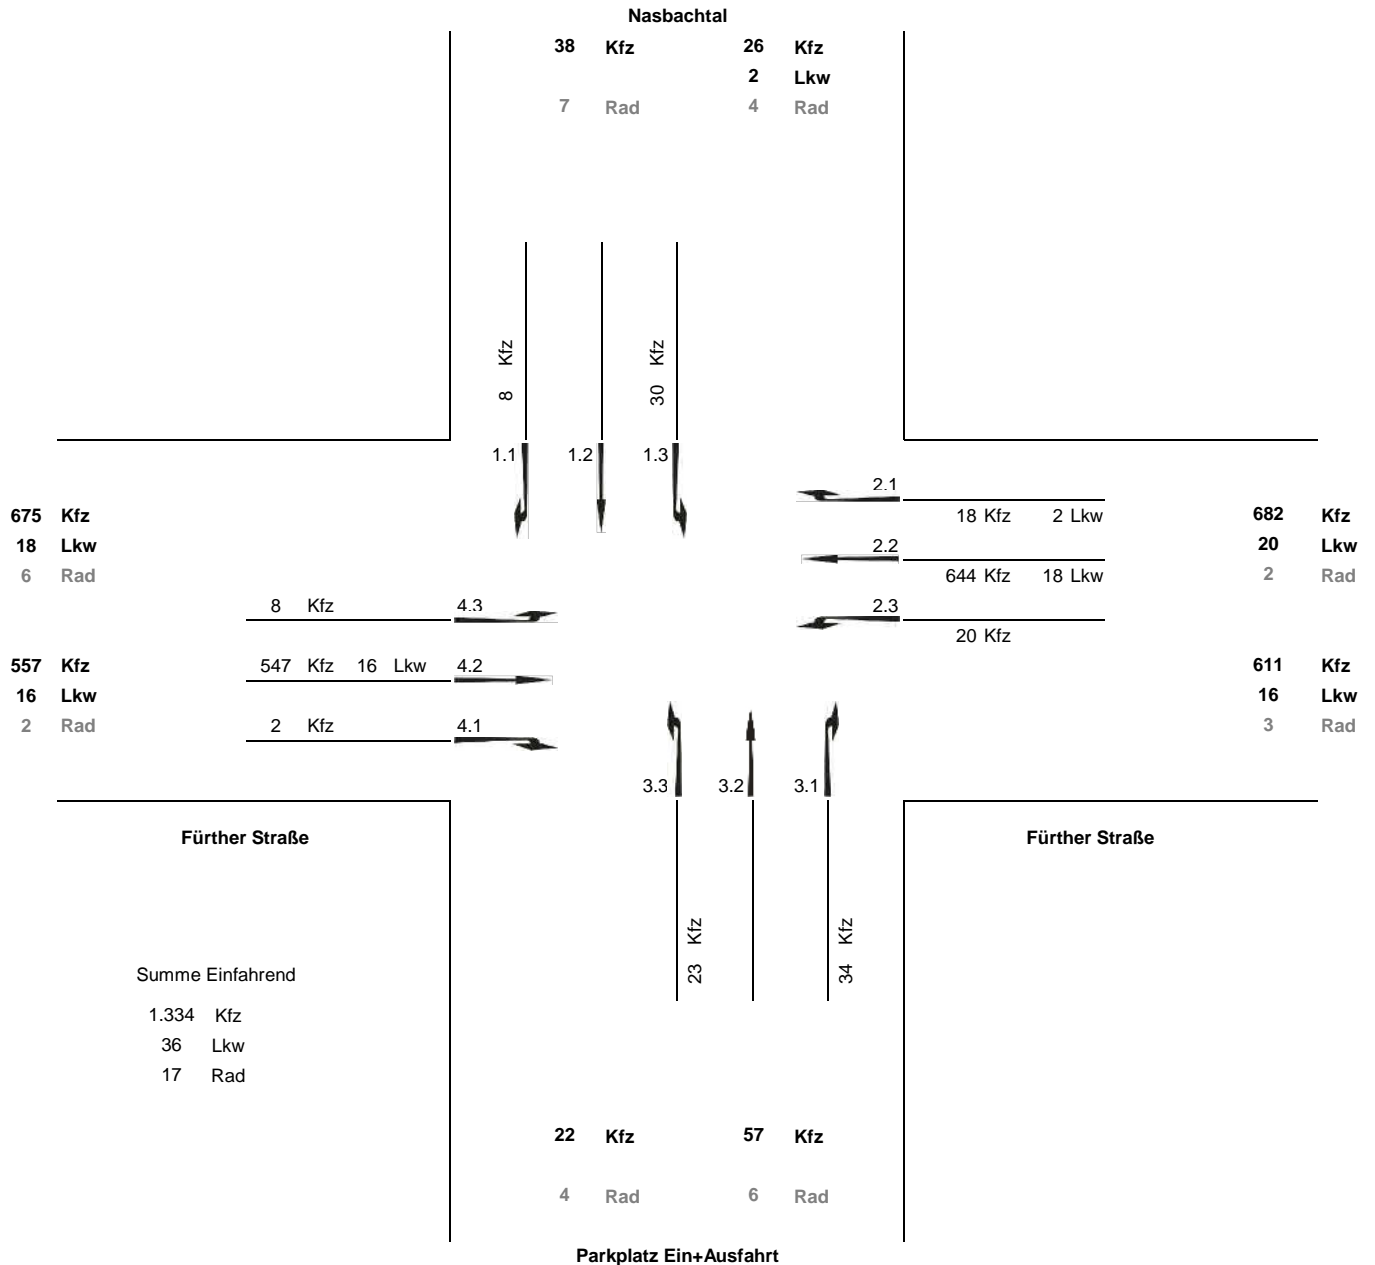 Nasbachtal
38 Kfz 26 Kfz
2 Lkw
7 Rad 4 Rad
8 Kfz
30 Kfz
1.1 1.2 1.3
2.1
18 Kfz 2 Lkw
2.2
644 Kfz 18 Lkw
2.3
20 Kfz
675 Kfz
18 Lkw
6 Rad
682 Kfz
20 Lkw
2 Rad
8 Kfz 4.3
547 Kfz 16 Lkw 4.2
2 Kfz 4.1
557 Kfz
16 Lkw
2 Rad
611 Kfz
16 Lkw
3 Rad
3.3 3.2 3.1
23 Kfz
34 Kfz
Fürther Straße
Fürther Straße
Summe Einfahrend
1.334 Kfz
36 Lkw
17 Rad
22 Kfz 57 Kfz
4 Rad 6 Rad
Parkplatz Ein+Ausfahrt